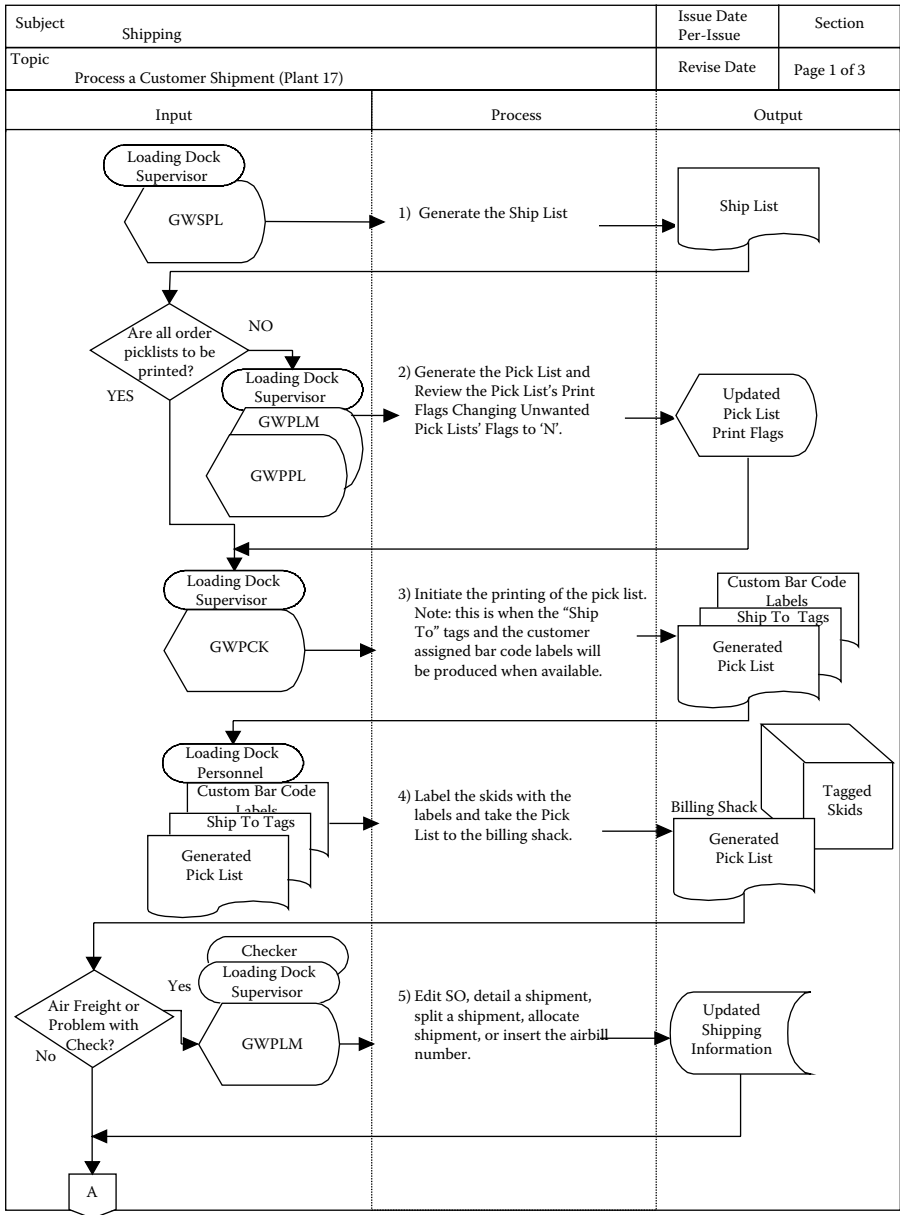 Subject
Shipping
Issue Date
Per-Issue
Section
Topic
Process a Customer Shipment (Plant 17)
Revise Date
Page 1 of 3
Input
Process
Output
Loading Dock
Supervisor
GWSPL
1) Generate the Ship List
Ship List
Are all order
picklists to be
printed?
NO
YES
Loading Dock
Supervisor
GWPLM
GWPPL
2) Generate the Pick List and
Review the Pick List’s Print
Flags Changing Unwanted
Pick Lists’ Flags to ‘N’.
Updated
Pick List
Print Flags
Loading Dock
Supervisor
GWPCK
3) Initiate the printing of the pick list.
Note: this is when the “Ship
To” tags and the customer
assigned bar code labels will
be produced when available.
Custom Bar Code
Labels
Ship To Tags
Generated
Pick List
Loading Dock
Personnel
Custom Bar Code
Labels
Ship To Tags
Generated
Pick List
4) Label the skids with the
labels and take the Pick
List to the billing shack.
Billing Shack
Tagged
Skids
Generated
Pick List
Air Freight or
Problem with
Check?
Yes
No
Checker
Loading Dock
Supervisor
GWPLM
5) Edit SO, detail a shipment,
split a shipment, allocate
shipment, or insert the airbill
number.
Updated
Shipping
Information
A